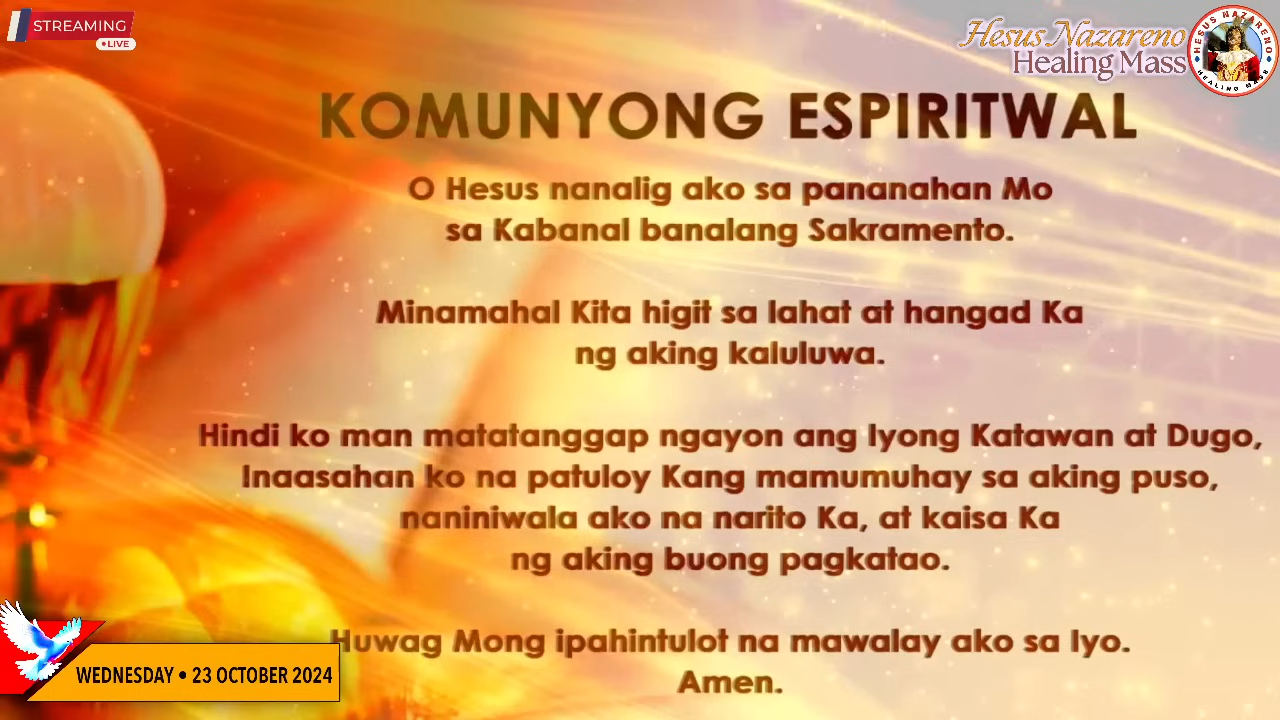 STREAMING
• LIVE
Hesus Nazareno
Healing Mass
HESUS NAZARENO
HEALING MASS
KOMUNYONG ESPIRITWAL
O Hesus nanalig ako sa pananahan Mo
sa Kabanal banalang Sakramento.
Minamahal Kita higit sa lahat at hangad Ka
ng aking kaluluwa.
Hindi ko man matatanggap ngayon ang Iyong Katawan at Dugo,
Inaasahan ko na patuloy Kang mamumuhay sa aking puso,
naniniwala ako na narito Ka, at kaisa Ka
ng aking buong pagkatao.
Huwag Mong ipahintulot na mawalay ako sa Iyo.
Amen.
WEDNESDAY • 23 OCTOBER 2024